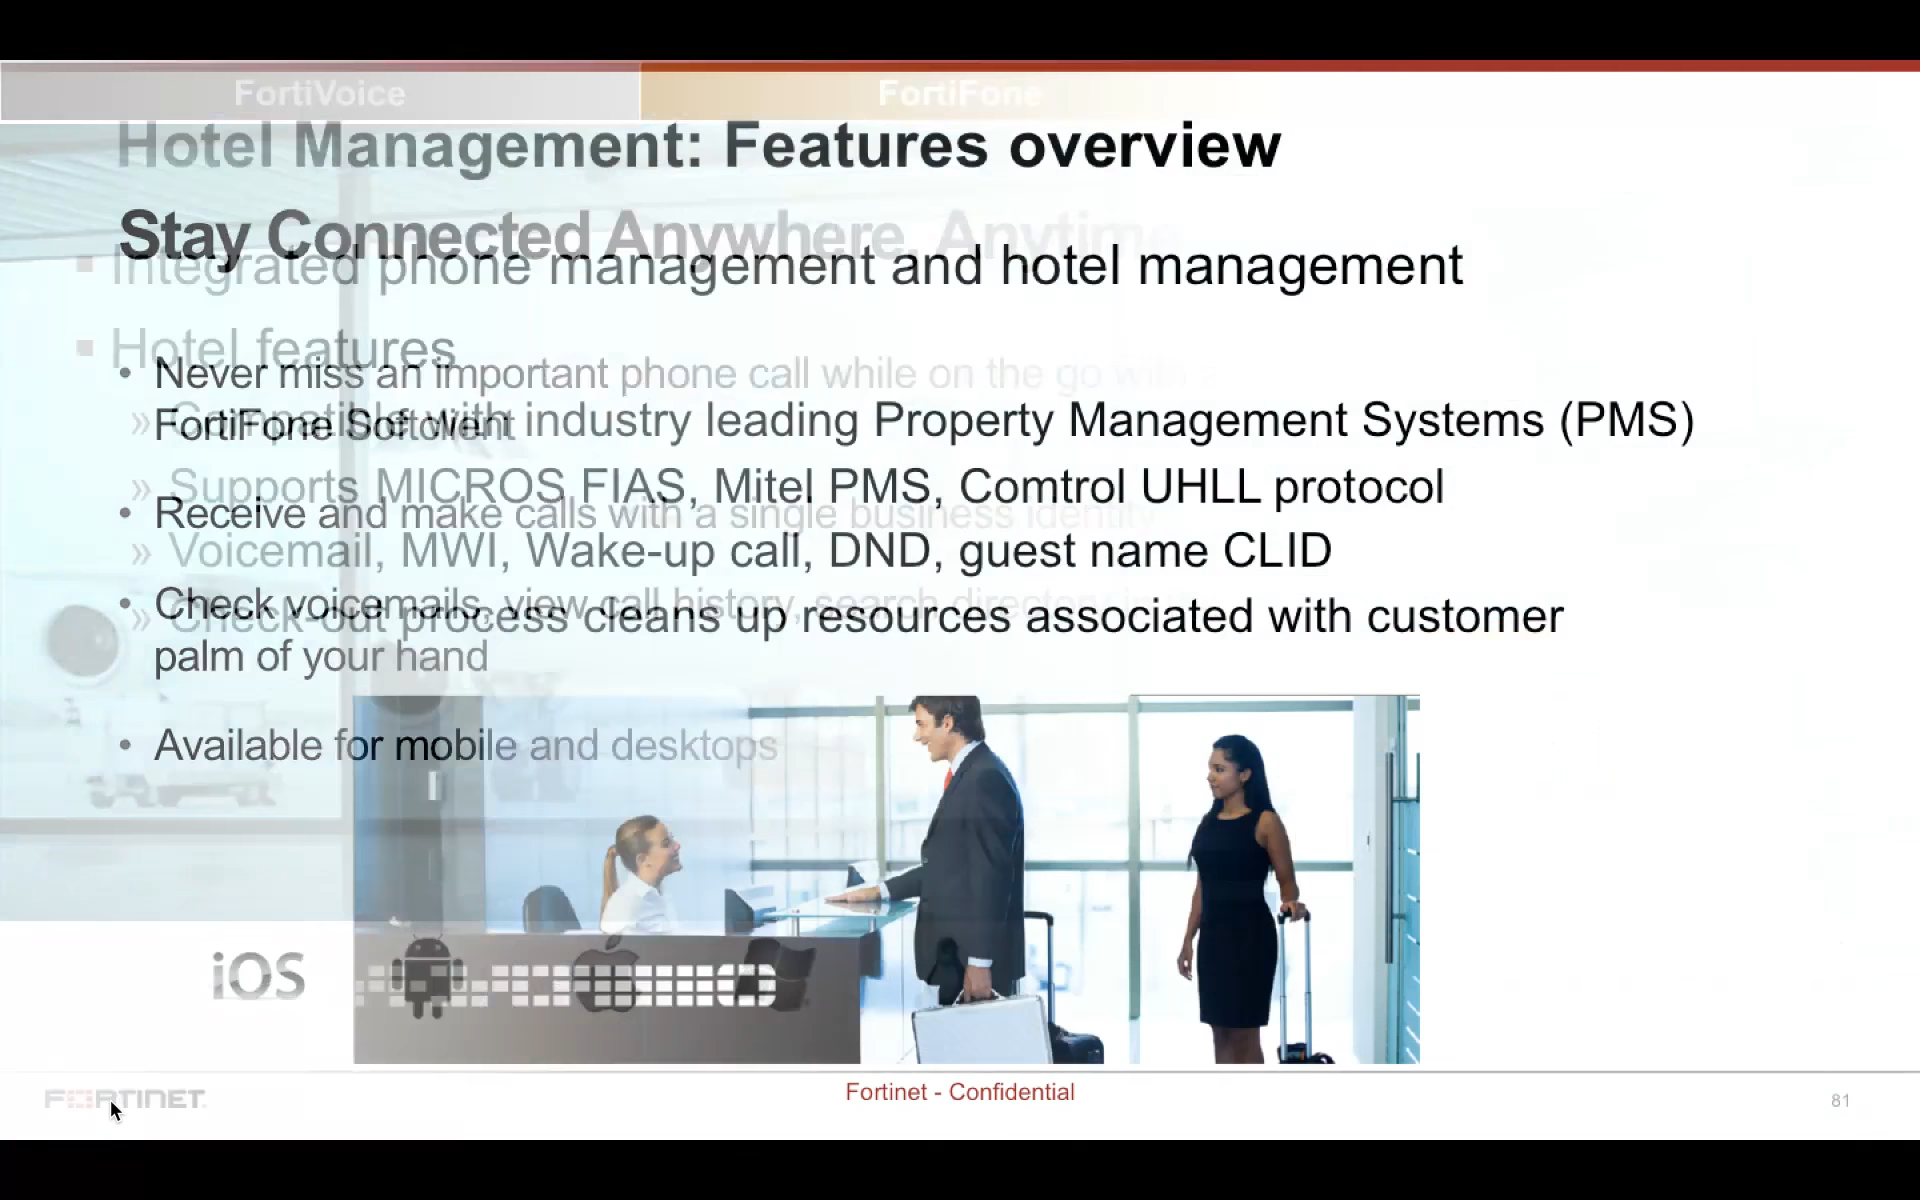 FortiVoice
FortiFone
Hotel Management: Features overview
Stay Connected Anywhere, Anytime
Integrated phone management and hotel management
Hotel features
• Never miss an important phone call while on the go with a
FortiFone Softclient
» Compatible with industry leading Property Management Systems (PMS)
» Supports MICROS FIAS, Mitel PMS, Comtrol UHLL protocol
• Receive and make calls with a single business identity
» Voicemail, MWI, Wake-up call, DND, guest name CLID
• Check voicemails, view call history, search directory
» Check-out process cleans up resources associated with customer
palm of your hand
• Available for mobile and desktops
iOS
FORTINET
Fortinet - Confidential
81